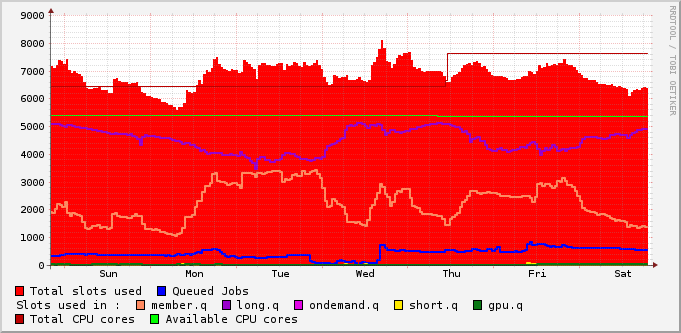 9000
8000
7000
6000
5000
4000
3000
2000
1000
0
Sun Mon Tue Wed Thu Fri Sat
RRDTOOL / TOBI OETIKER
Total slots used Queued Jobs
Slots used in : member.q long.q ondemand.q short.q gpu.q
Total CPU cores Available CPU cores